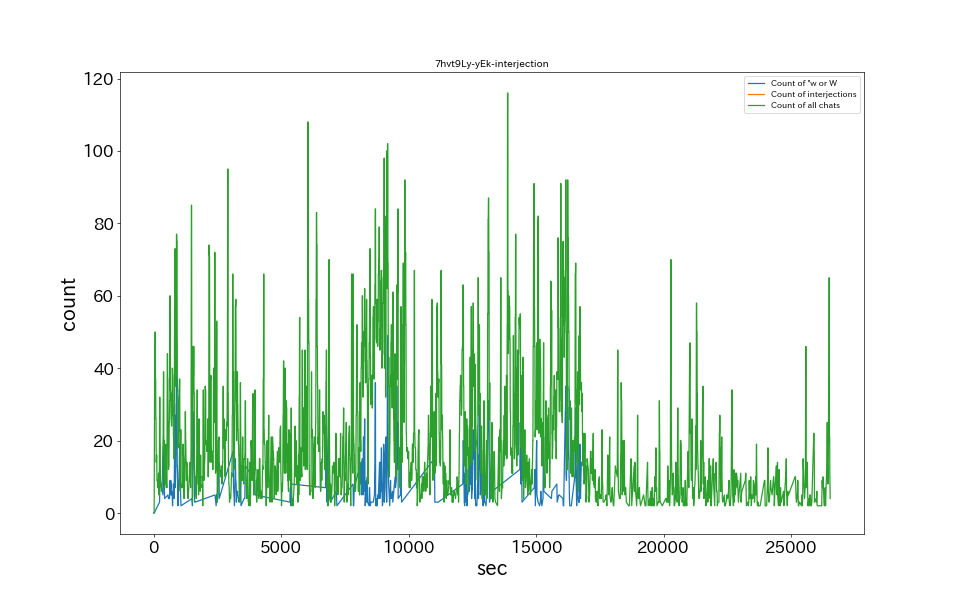 7hvt9Ly-yEk-interjection
120
100
80
60
40
20
0
count
Count of "w or W
Count of interjections
Count of all chats
0 5000 10000 15000 20000 25000
sec